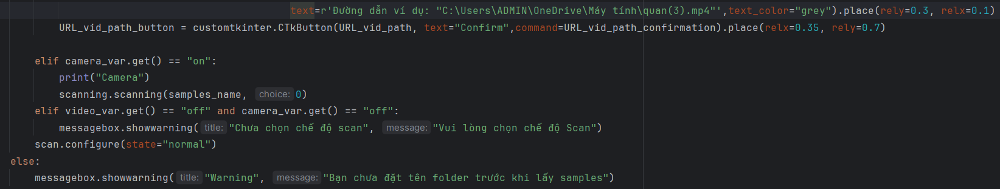 text=r'Đường dẫn ví dụ: "C:\Users\ADMIN\OneDrive\Máy tính\quan(3).mp4"',text_color="grey").place(rely=0.3, relx=0.1)
URL_vid_path_button = customtkinter.CTkButton(URL_vid_path, text="Confirm",command=URL_vid_path_confirmation).place(relx=0.35, rely=0.7)
elif camera_var.get() == "on":
print("Camera")
scanning.scanning(samples_name, choice: 0)
elif video_var.get() == "off" and camera_var.get() == "off":
messagebox.showwarning( title: "Chưa chọn chế độ scan", message: "Vui lòng chọn chế độ Scan")
scan.configure(state="normal")
else:
messagebox.showwarning( title: "Warning", message: "Bạn chưa đặt tên folder trước khi lấy samples")